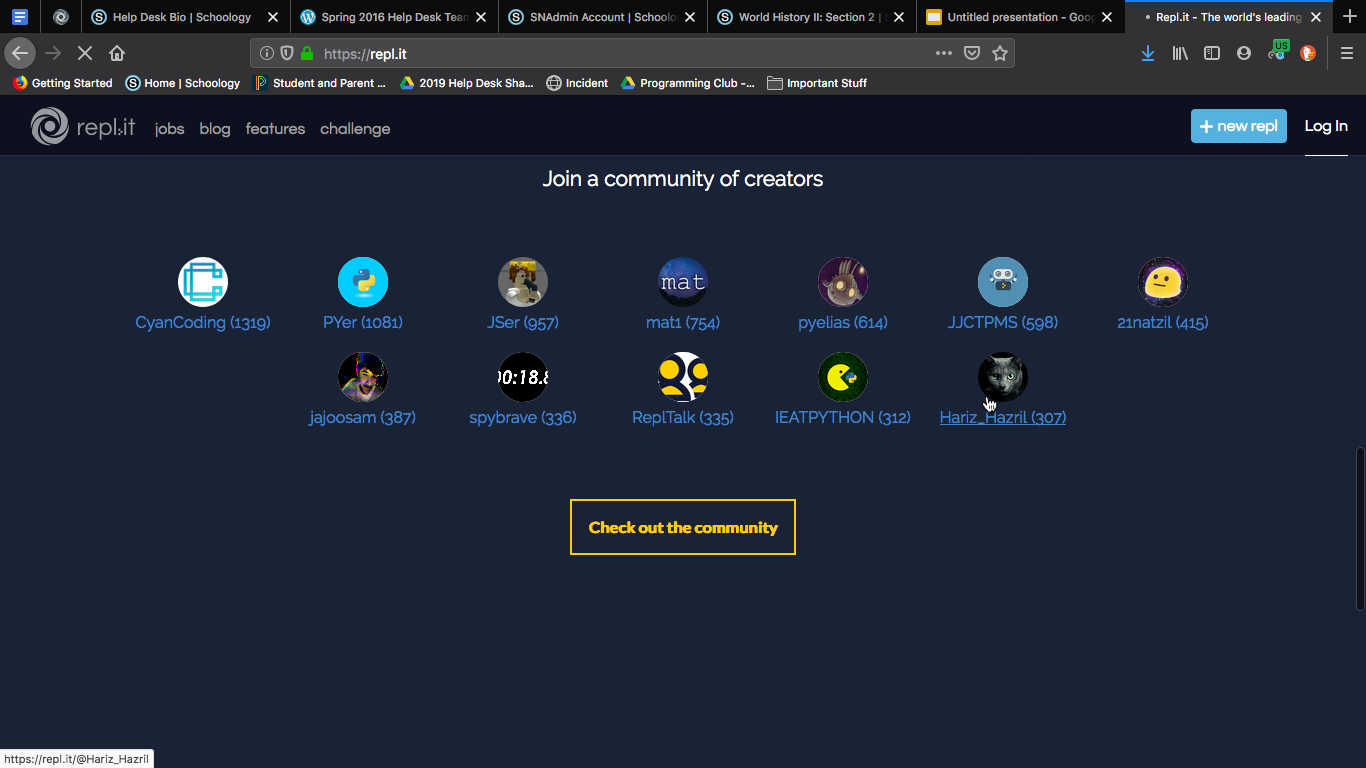 Help Desk Bio | Schoology
Spring 2016 Help Desk Team
SNAdmin Account | Schoolo
World History II: Section 2 | S
Untitled presentation - Goog
Repl.it - The world's leading
https://repl.it
US
Getting Started
Home | Schoology
Student and Parent ...
2019 Help Desk Sha...
Incident
Programming Club -...
Important Stuff
repl.it
jobs
blog
features
challenge
+ new repl
Log In
Join a community of creators
mat
CyanCoding (1319)
PYer (1081)
JSer (957)
mat1 (754)
pyelias (614)
JJCTPMS (598)
21natzil (415)
00:18.8
jajoosam (387)
spybrave (336)
ReplTalk (335)
IEATPYTHON (312)
Hariz_Hazril (307)
Check out the community
https://repl.it/@Hariz_Hazril